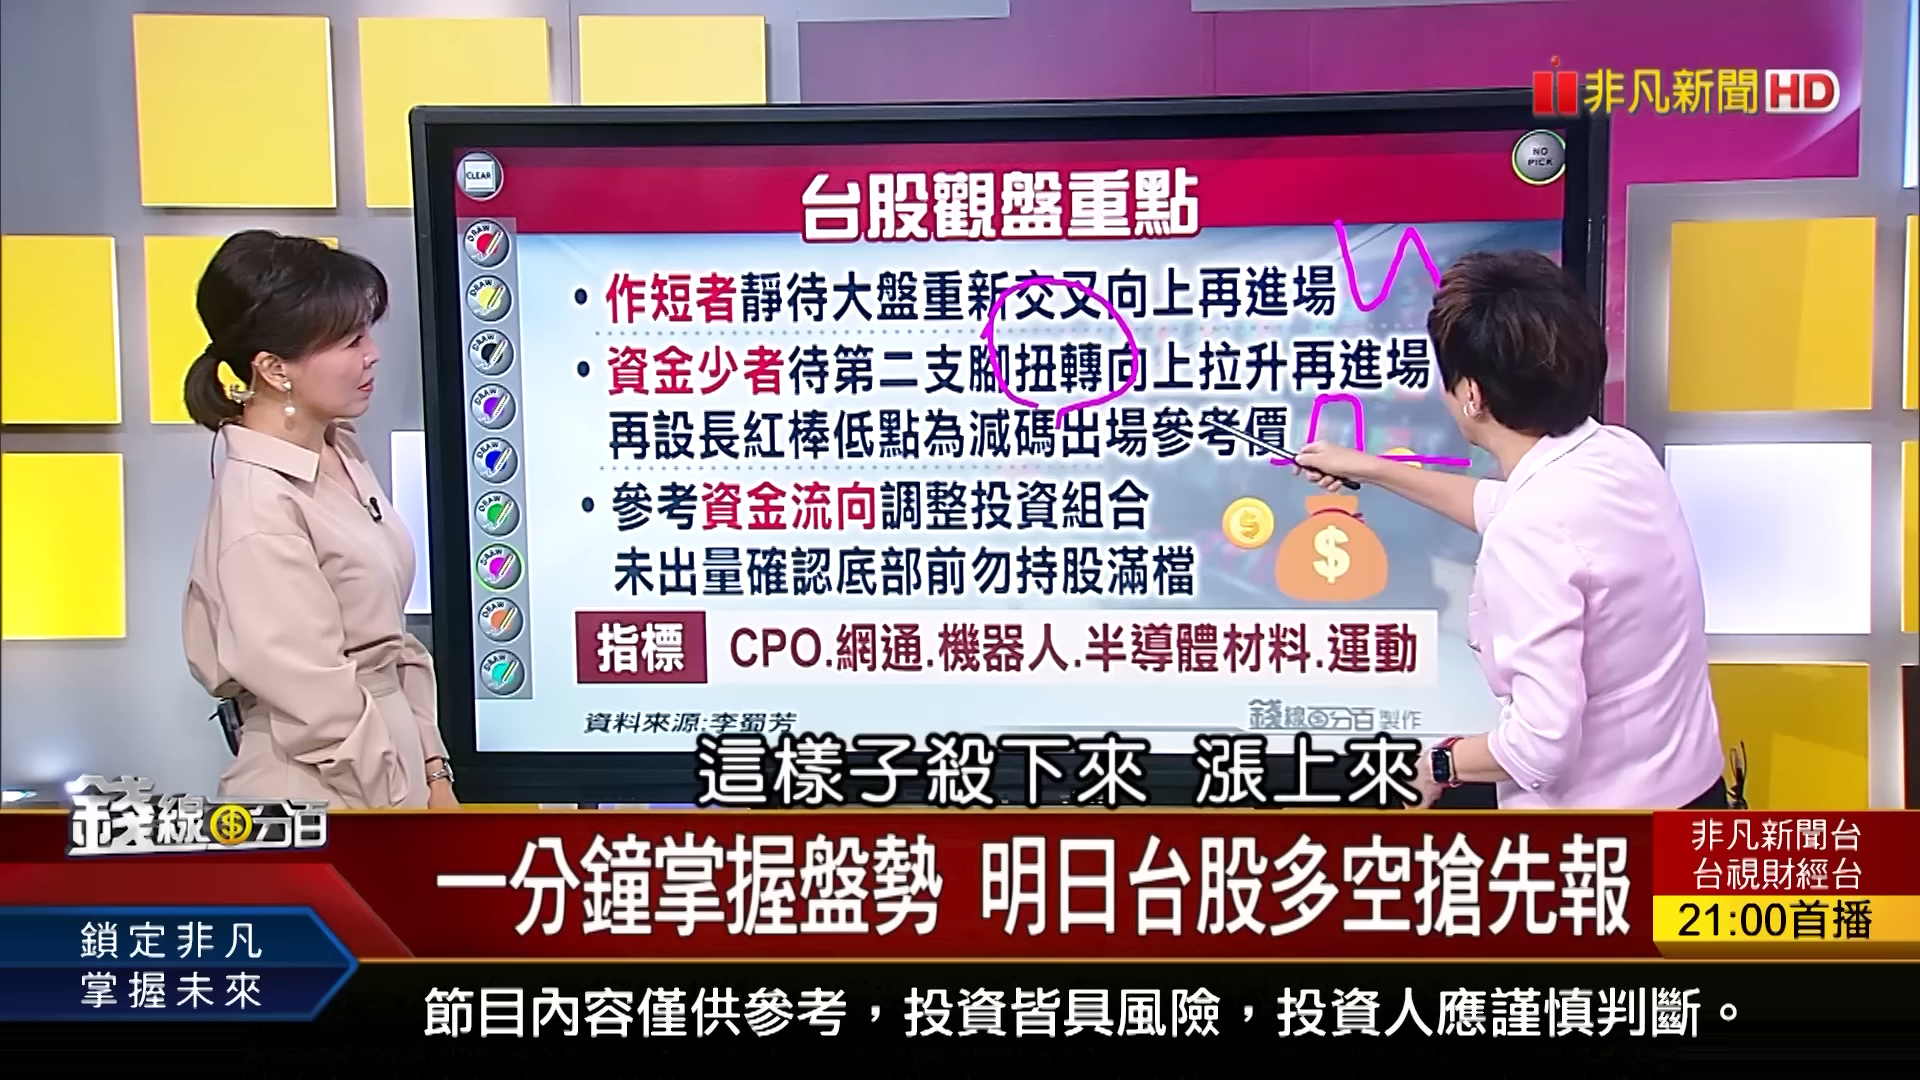 非凡新聞HD
CLEAR
NO
PICK
台股觀盤重點
DRAW
DRAW
DRAW
DRAW
DRAW
DRAW
DRAW
DRAW
DRAW
•作短者靜待大盤重新交叉向上再進場
•資金少者待第二支腳扭轉向上拉升再進場
再設長紅棒低點為減碼出場參考價
•參考資金流向調整投資組合
未出量確認底部前勿持股滿檔
指標 CPO.網通.機器人.半導體材料.運動
資料來源:李蜀芳
錢線百分百製作
這樣子殺下來 漲上來
錢線百分百
一分鐘掌握盤勢 明日台股多空搶先報
非凡新聞台
台視財經台
21:00首播
鎖定非凡
掌握未來
節目內容僅供參考，投資皆具風險，投資人應謹慎判斷。